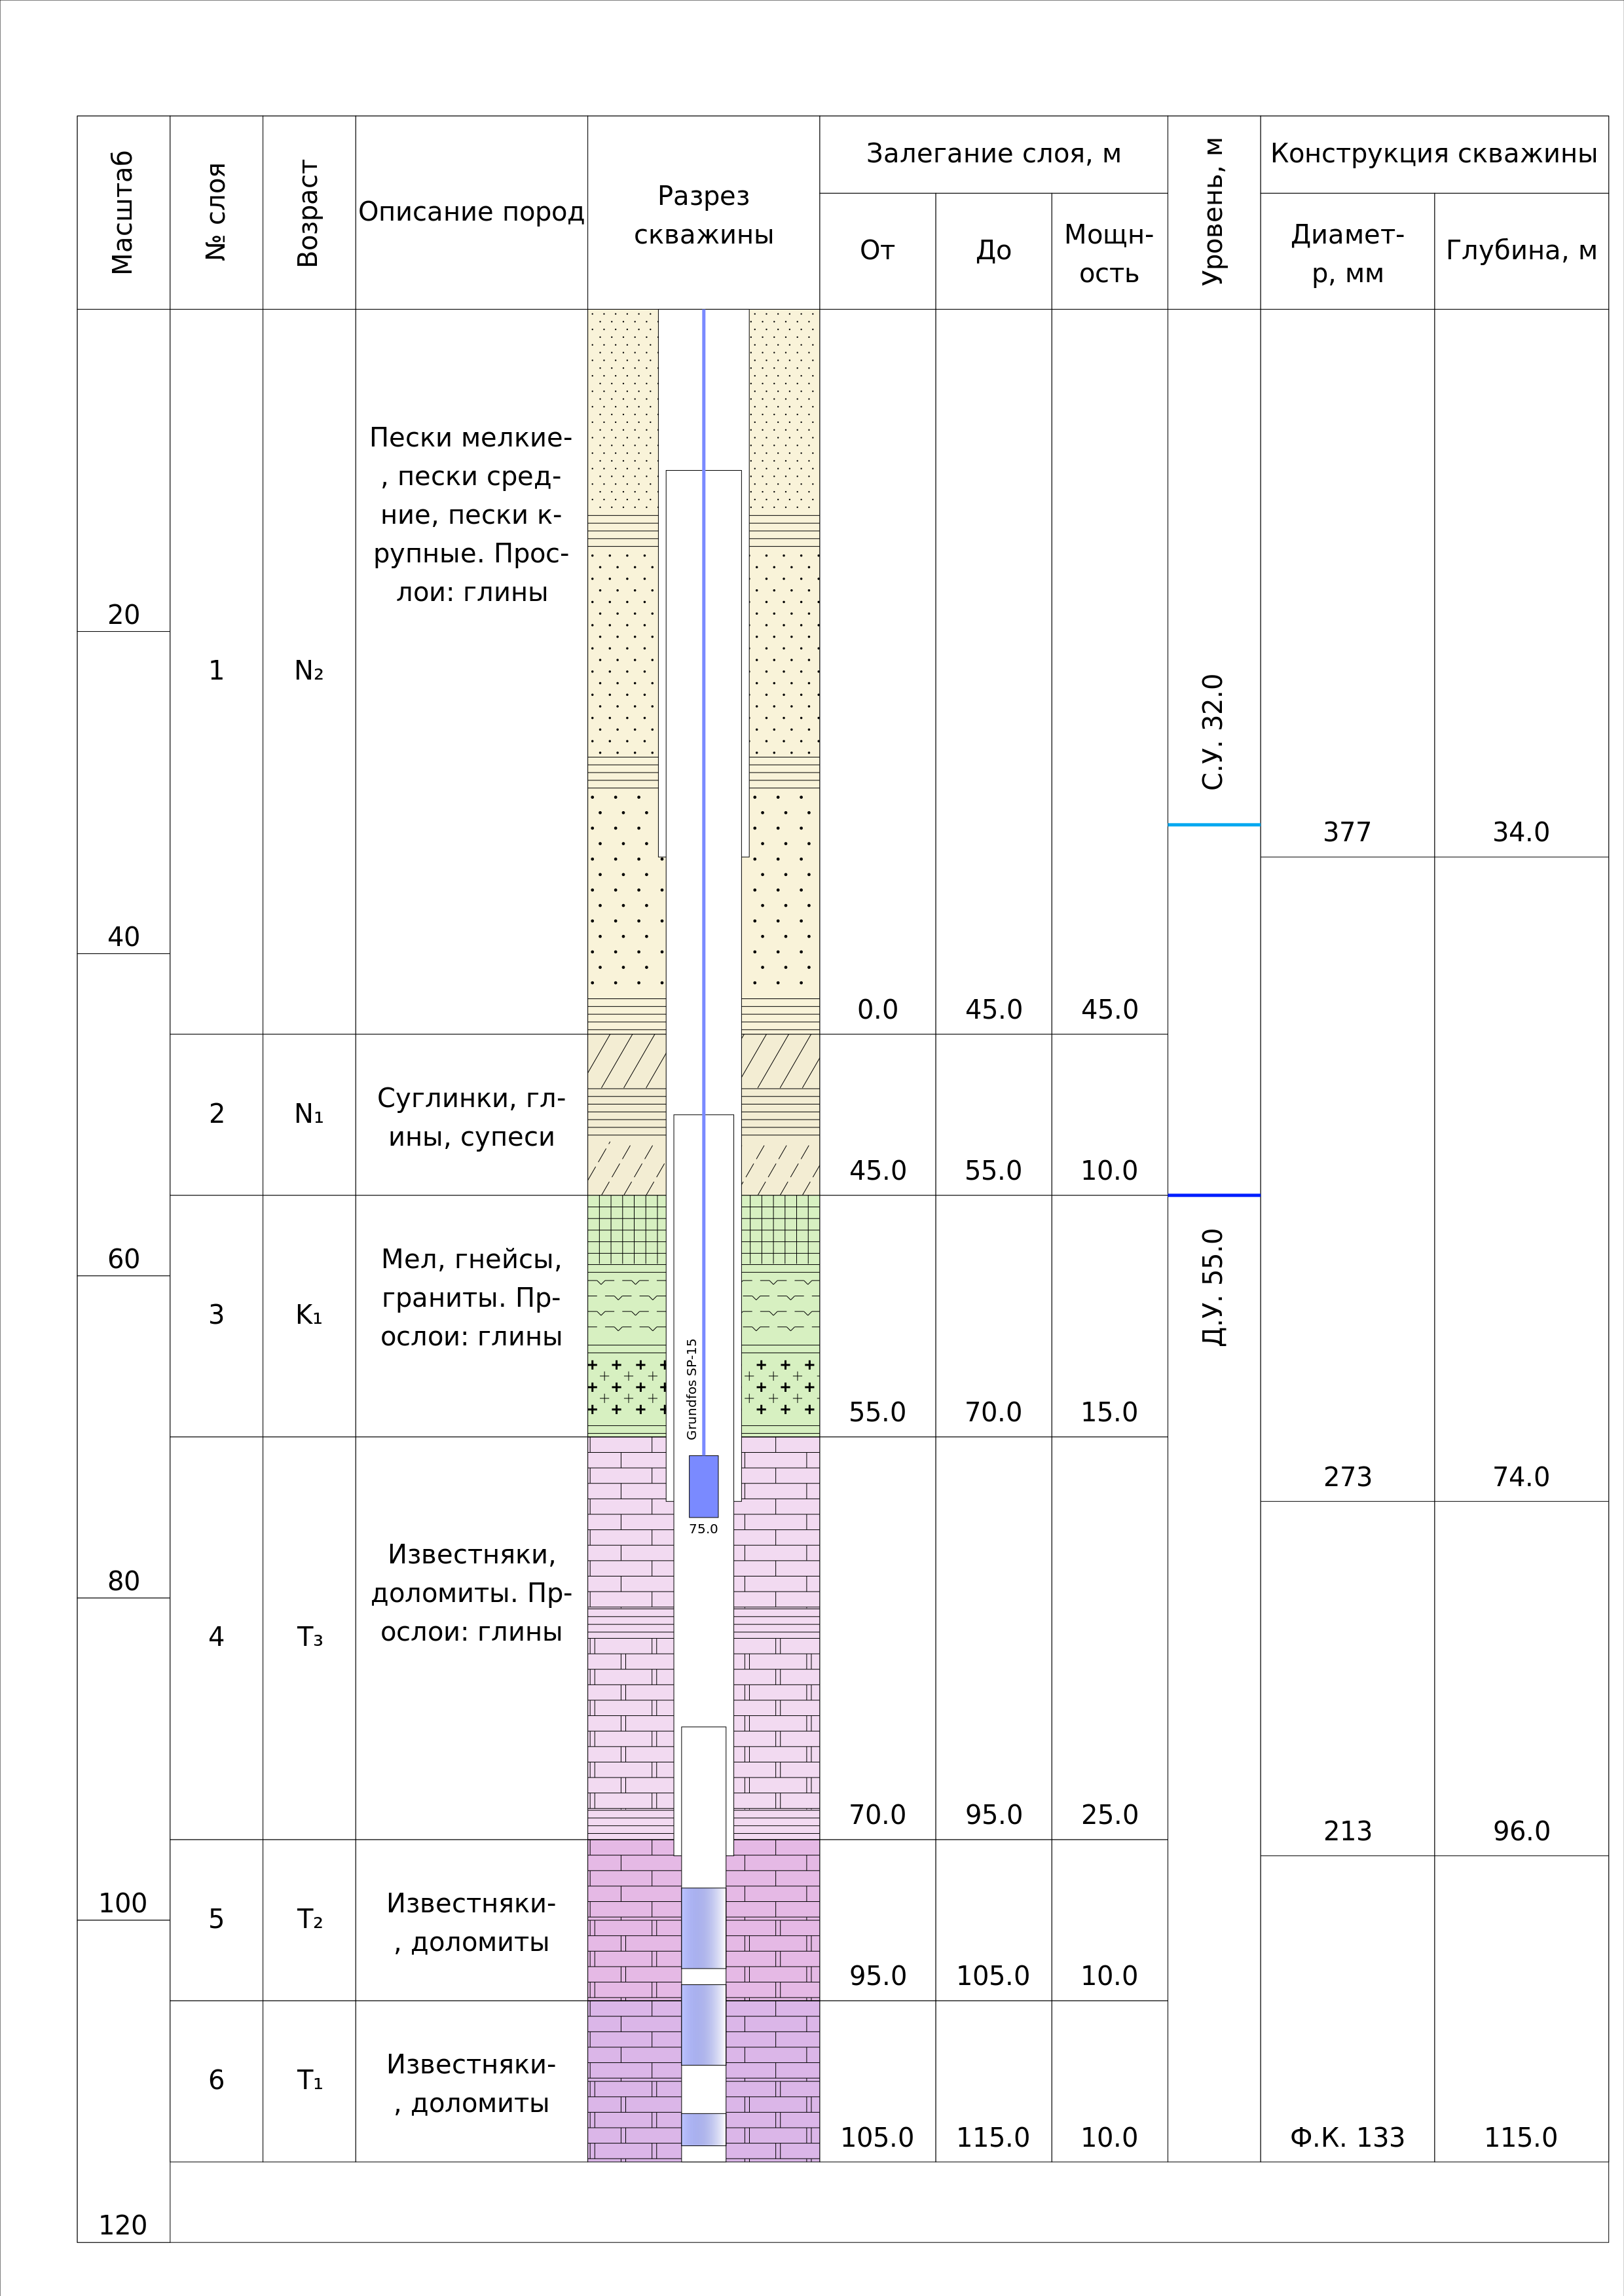 Масштаб
№ слоя
Возраст
Описание пород
Разрез
скважины
Залегание слоя, м
От
До
Мощн-
ость
Уровень, м
Конструкция скважины
Диамет-
р, мм
Глубина, м
20
40
60
80
100
120
1
N₂
Пески мелкие-
, пески сред-
ние, пески к-
рупные. Прос-
лои: глины
0.0
45.0
45.0
2
N₁
Суглинки, гл-
ины, супеси
45.0
55.0
10.0
3
K₁
Мел, гнейсы,
граниты. Пр-
ослои: глины
55.0
70.0
15.0
4
T₃
Известняки,
доломиты. Пр-
ослои: глины
70.0
95.0
25.0
5
T₂
Известняки-
, доломиты
95.0
105.0
10.0
6
T₁
Известняки-
, доломиты
105.0
115.0
10.0
Grundfos SP-15
75.0
С.У. 32.0
Д.У. 55.0
377
34.0
273
74.0
213
96.0
Ф.К. 133
115.0